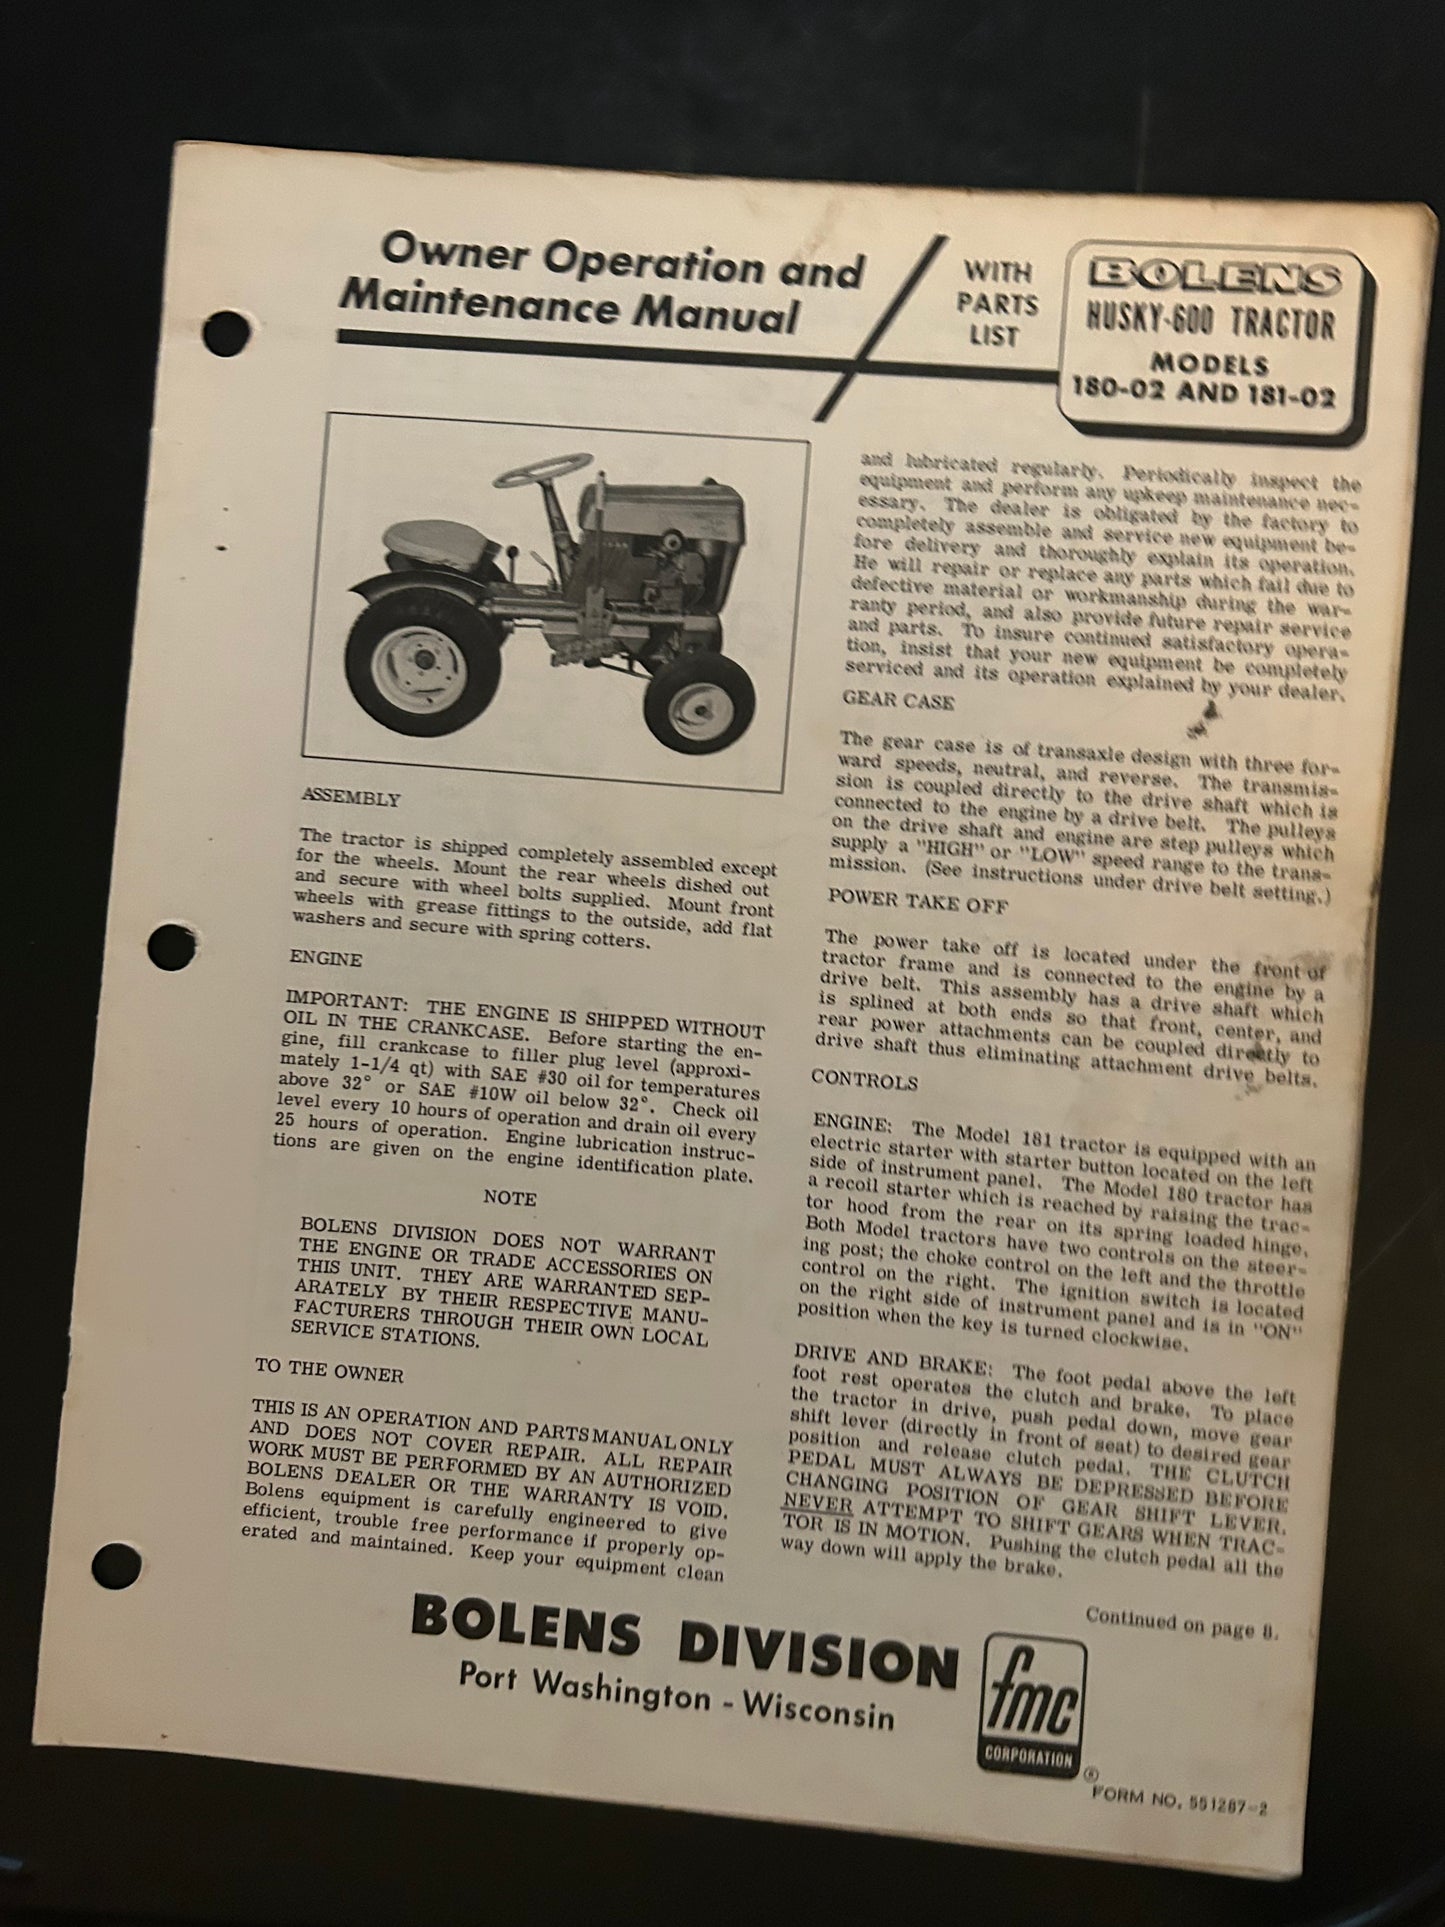 Owner Operation and
Maintenance Manual
WITH
PARTS
LIST
BOLENS
HUSKY-600 TRACTOR
MODELS
180-02 AND 181-02
ASSEMBLY
The tractor is shipped completely assembled except
for the wheels. Mount the rear wheels dished out
and secure with wheel bolts supplied. Mount front
wheels with grease fittings to the outside, add flat
washers and secure with spring cotters.
ENGINE
IMPORTANT: THE ENGINE IS SHIPPED WITHOUT
OIL IN THE CRANKCASE. Before starting the en-
gine, fill crankcase to filler plug level (approxi-
mately 1-1/4 qt) with SAE #30 oil for temperatures
above 32° or SAE #10W oil below 32°. Check oil
level every 10 hours of operation and drain oil every
25 hours of operation. Engine lubrication instruc-
tions are given on the engine identification plate.
NOTE
BOLENS DIVISION DOES NOT WARRANT
THE ENGINE OR TRADE ACCESSORIES ON
THIS UNIT. THEY ARE WARRANTED SEP-
ARATELY BY THEIR RESPECTIVE MANU-
FACTURERS THROUGH THEIR OWN LOCAL
SERVICE STATIONS.
TO THE OWNER
THIS IS AN OPERATION AND PARTS MANUAL ONLY
AND DOES NOT COVER REPAIR. ALL REPAIR
WORK MUST BE PERFORMED BY AN AUTHORIZED
BOLENS DEALER OR THE WARRANTY IS VOID.
Bolens equipment is carefully engineered to give
efficient, trouble free performance if properly op-
erated and maintained. Keep your equipment clean
and lubricated regularly. Periodically inspect the
equipment and perform any upkeep maintenance nec-
essary. The dealer is obligated by the factory to
completely assemble and service new equipment be-
fore delivery and thoroughly explain its operation.
He will repair or replace any parts which fail due to
defective material or workmanship during the war-
ranty period, and also provide future repair service
and parts. To insure continued satisfactory opera-
tion, insist that your new equipment be completely
serviced and its operation explained by your dealer.
GEAR CASE
The gear case is of transaxle design with three for-
ward speeds, neutral, and reverse. The transmis-
sion is coupled directly to the drive shaft which is
connected to the engine by a drive belt. The pulleys
on the drive shaft and engine are step pulleys which
supply a "HIGH" or "LOW" speed range to the trans-
mission. (See instructions under drive belt setting.)
POWER TAKE OFF
The power take off is located under the front of
tractor frame and is connected to the engine by a
drive belt. This assembly has a drive shaft which
is splined at both ends so that front, center, and
rear power attachments can be coupled directly to
drive shaft thus eliminating attachment drive belts.
CONTROLS
ENGINE: The Model 181 tractor is equipped with an
electric starter with starter button located on the left
side of instrument panel. The Model 180 tractor has
a recoil starter which is reached by raising the trac-
tor hood from the rear on its spring loaded hinge.
Both Model tractors have two controls on the steer-
ing post; the choke control on the left and the throttle
control on the right. The ignition switch is located
on the right side of instrument panel and is in "ON"
position when the key is turned clockwise.
DRIVE AND BRAKE: The foot pedal above the left
foot rest operates the clutch and brake. To place
the tractor in drive, push pedal down, move gear
shift lever (directly in front of seat) to desired gear
position and release clutch pedal. THE CLUTCH
PEDAL MUST ALWAYS BE DEPRESSED BEFORE
CHANGING POSITION OF GEAR SHIFT LEVER.
NEVER ATTEMPT TO SHIFT GEARS WHEN TRAC-
TOR IS IN MOTION. Pushing the clutch pedal all the
way down will apply the brake.
Continued on page 8.
BOLENS DIVISION
Port Washington - Wisconsin
fmc
CORPORATION
®
FORM NO. 551287-2